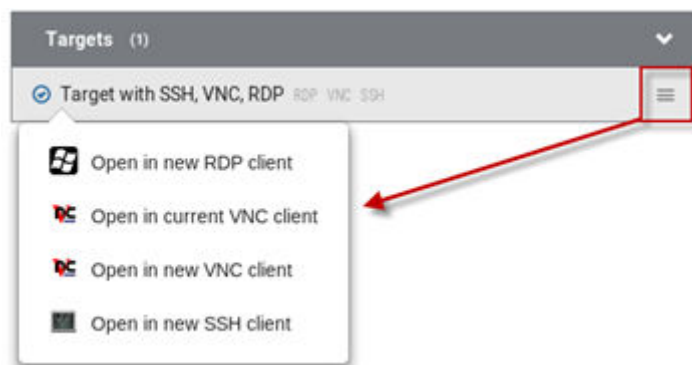 Targets (1)
Target with SSH, VNC, RDP RDP VNC SSH
Open in new RDP client
Open in current VNC client
Open in new VNC client
Open in new SSH client